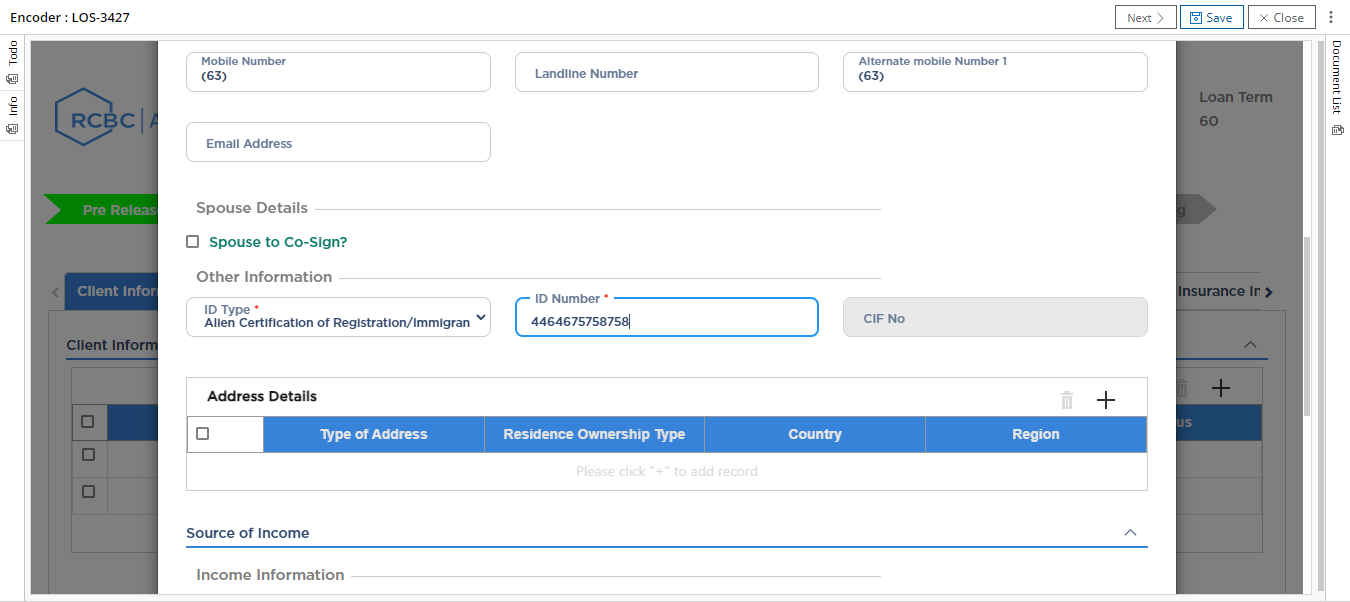 Encoder : LOS-3427
Next
Save
Close
Todo
Info
Document List
RCBC
Loan Term
60
Mobile Number
(63)
Landline Number
Alternate mobile Number 1
(63)
Email Address
Pre Releas
g
Spouse Details
Spouse to Co-Sign?
Other Information
Client Infor
Insurance In
ID Type *
Alien Certification of Registration/Immigran
ID Number *
4464675758758
CIF No
Client Inform
Address Details
Type of Address Residence Ownership Type Country Region
us
Please click "+" to add record
Source of Income
Income Information